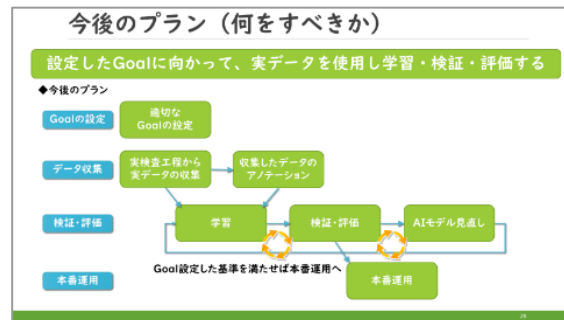 今後のプラン（何をすべきか）
設定したGoalに向かって、実データを使用し学習・検証・評価する
◆今後のプラン
Goalの設定
適切な
Goalの設定
データ収集
実検査工程から
実データの収集
収集したデータの
アノテーション
検証・評価
学習
検証・評価
AIモデル見直し
Goal設定した基準を満たせば本番運用へ
本番運用
本番運用